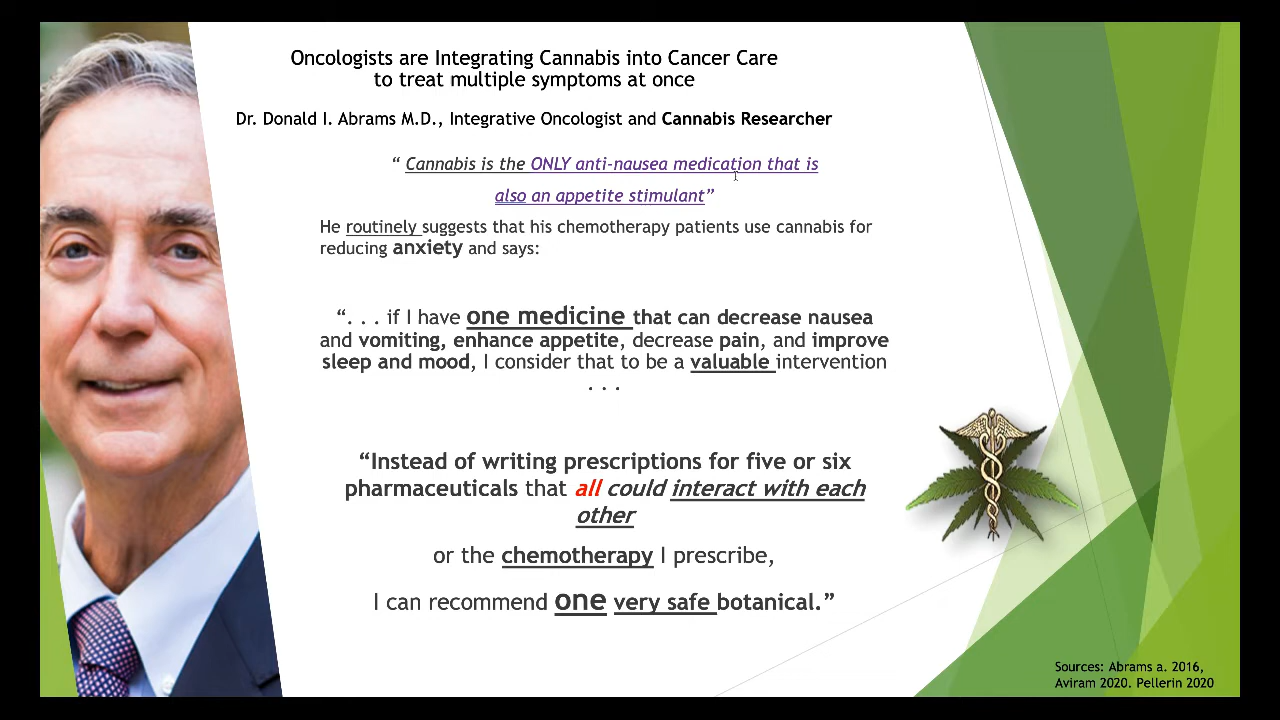 Oncologists are Integrating Cannabis into Cancer Care
to treat multiple symptoms at once
Dr. Donald I. Abrams M.D., Integrative Oncologist and Cannabis Researcher
“ Cannabis is the ONLY anti-nausea medication that is
also an appetite stimulant”
He routinely suggests that his chemotherapy patients use cannabis for
reducing anxiety and says:
“. . . if I have one medicine that can decrease nausea
and vomiting, enhance appetite, decrease pain, and improve
sleep and mood, I consider that to be a valuable intervention
. . .
“Instead of writing prescriptions for five or six
pharmaceuticals that all could interact with each
other
or the chemotherapy I prescribe,
I can recommend one very safe botanical.”
Sources: Abrams a. 2016,
Aviram 2020. Pellerin 2020